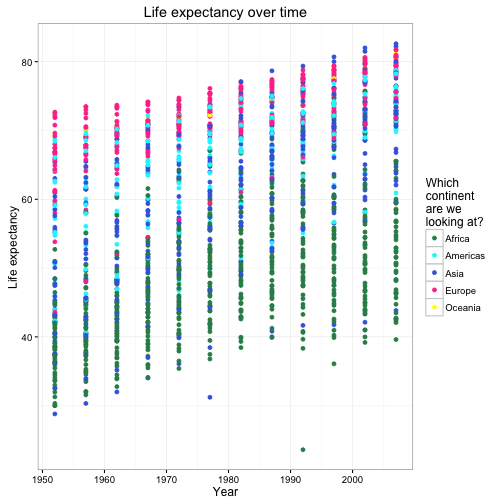 Life expectancy over time
80
60
40
Life expectancy
1950
1960
1970
1980
1990
2000
Year
Which
continent
are we
looking at?
Africa
Americas
Asia
Europe
Oceania